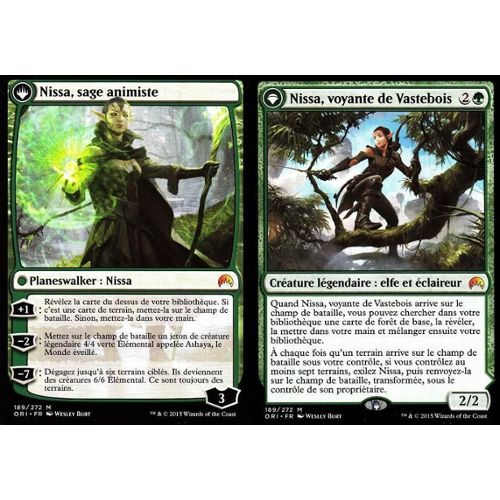 Nissa, sage animiste
Planeswalker : Nissa
+1 : Révélez la carte du dessus de votre bibliothèque. Si
c'est une carte de terrain, mettez-la sur le champ de
bataille. Sinon, mettez-la dans votre main.
-2 : Mettez sur le champ de bataille un jeton de créature
légendaire 4/4 verte Élémental appelée Ashaya, le
Monde éveillé.
-7 : Dégagez jusqu'à six terrains ciblés. Ils deviennent
des créatures 6/6 Élémental. Ce sont toujours des
terrains.
3
189/272 M
ORI • FR Wesley Burt
™ & © 2015 Wizards of the Coast
Nissa, voyante de Vastebois 2
Créature légendaire : elfe et éclaireur
Quand Nissa, voyante de Vastebois arrive sur le
champ de bataille, vous pouvez chercher dans votre
bibliothèque une carte de forêt de base, la révéler,
la mettre dans votre main et mélanger ensuite votre
bibliothèque.
À chaque fois qu'un terrain arrive sur le champ de
bataille sous votre contrôle, si vous contrôlez au
moins sept terrains, exilez Nissa, puis renvoyez-la
sur le champ de bataille, transformée, sous le
contrôle de son propriétaire.
2/2
189/272 M
ORI • FR Wesley Burt
™ & © 2015 Wizards of the Coast